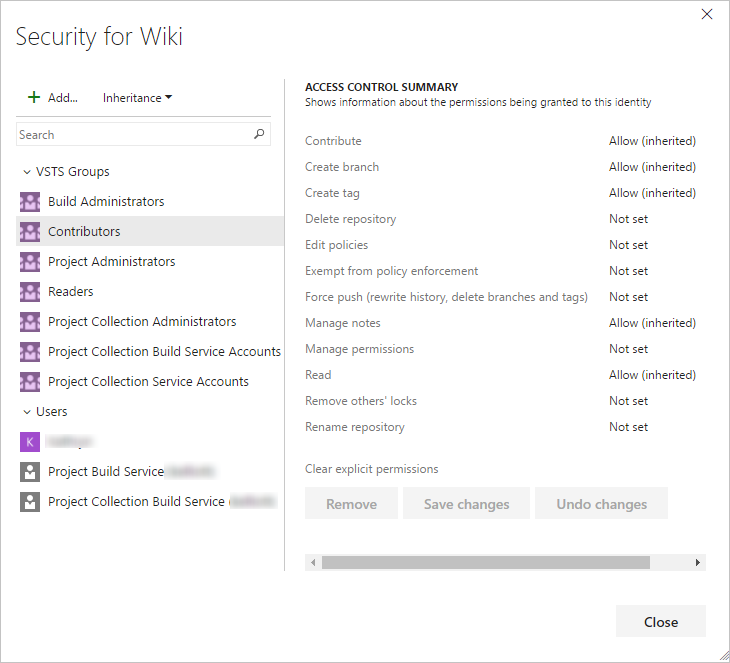 Security for Wiki
Add...
Inheritance
Search
VSTS Groups
Build Administrators
Contributors
Project Administrators
Readers
Project Collection Administrators
Project Collection Build Service Accounts
Project Collection Service Accounts
Users
K
Project Build Service
Project Collection Build Service
ACCESS CONTROL SUMMARY
Shows information about the permissions being granted to this identity
Contribute Allow (inherited)
Create branch Allow (inherited)
Create tag Allow (inherited)
Delete repository Not set
Edit policies Not set
Exempt from policy enforcement Not set
Force push (rewrite history, delete branches and tags) Not set
Manage notes Allow (inherited)
Manage permissions Not set
Read Allow (inherited)
Remove others' locks Not set
Rename repository Not set
Clear explicit permissions
Remove Save changes Undo changes
Close